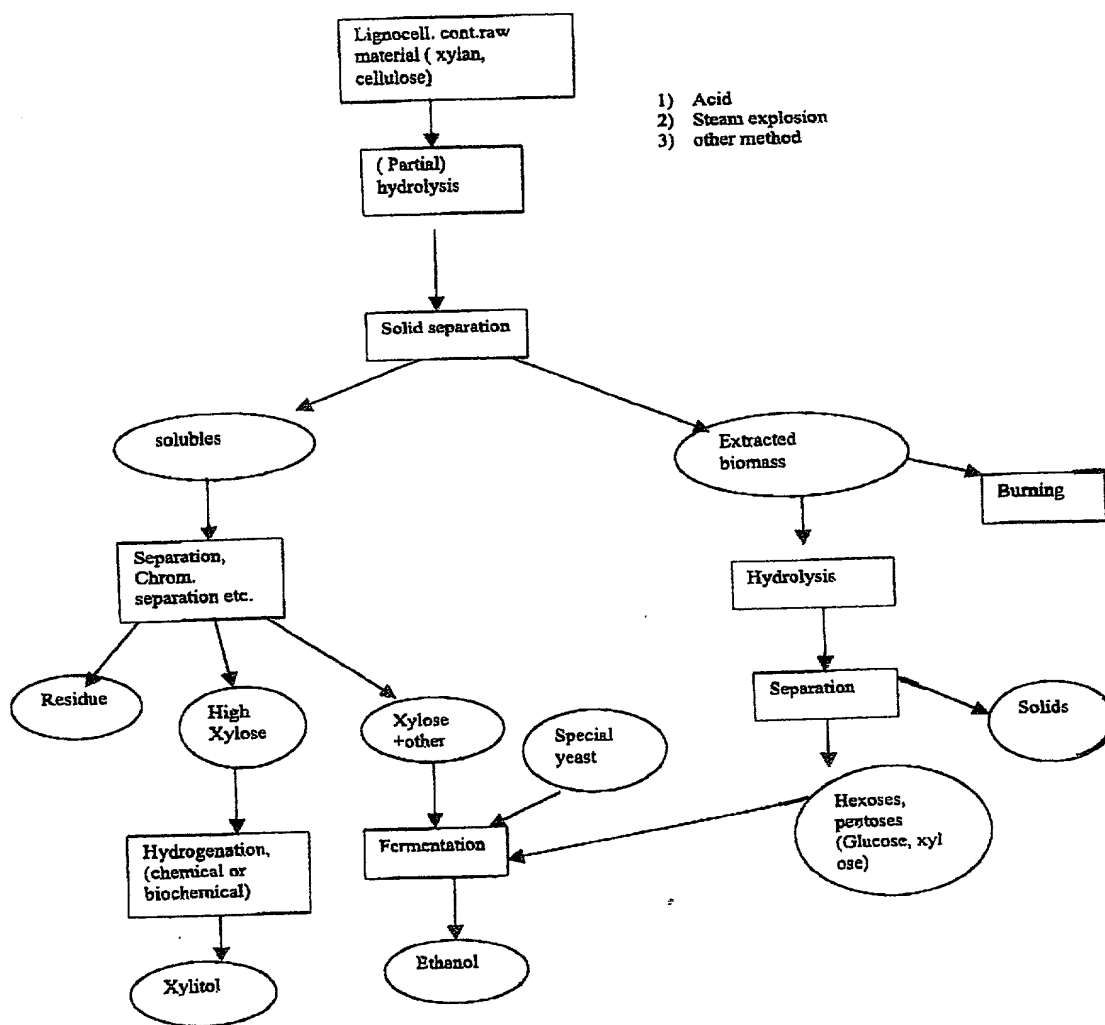 Lignocell. cont.raw
material ( xylan,
cellulose)
1) Acid
2) Steam explosion
3) other method
( Partial)
hydrolysis
Solid separation
solubles
Extracted
biomass
Burning
Separation,
Chrom.
separation etc.
Hydrolysis
Residue
High
Xylose
Xylose
+other
Special
yeast
Separation
Solids
Hydrogenation,
(chemical or
biochemical)
Fermentation
Hexoses,
pentoses
(Glucose, xyl
ose)
Xylitol
Ethanol